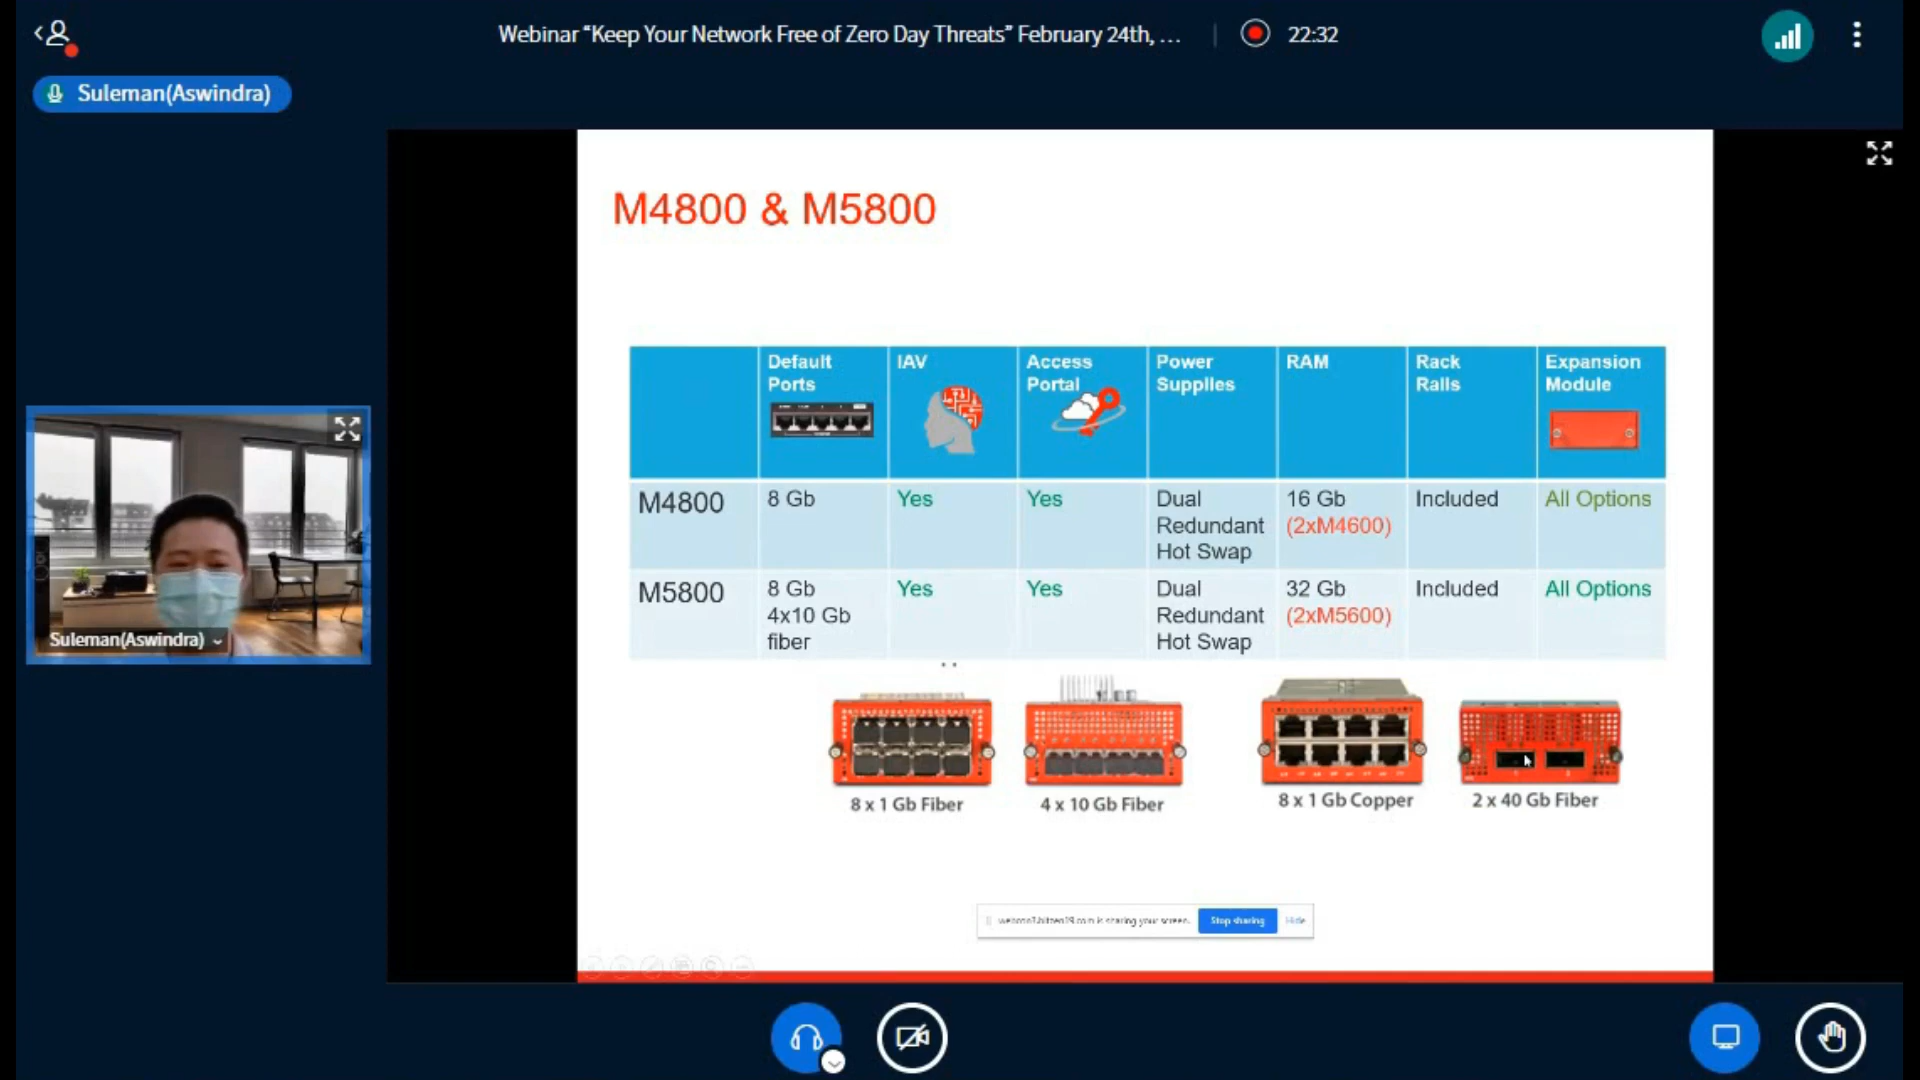 Webinar “Keep Your Network Free of Zero Day Threats” February 24th, …
22:32
Suleman(Aswindra)
M4800 & M5800
Default Ports
IAV
Access Portal
Power Supplies
RAM
Rack Rails
Expansion Module
M4800
8 Gb
Yes
Yes
Dual
Redundant
Hot Swap
16 Gb
(2xM4600)
Included
All Options
M5800
8 Gb
4x10 Gb
fiber
Yes
Yes
Dual
Redundant
Hot Swap
32 Gb
(2xM5600)
Included
All Options
8 x 1 Gb Fiber
4 x 10 Gb Fiber
8 x 1 Gb Copper
2 x 40 Gb Fiber
Suleman(Aswindra)
is sharing your screen.
Stop sharing
Hide